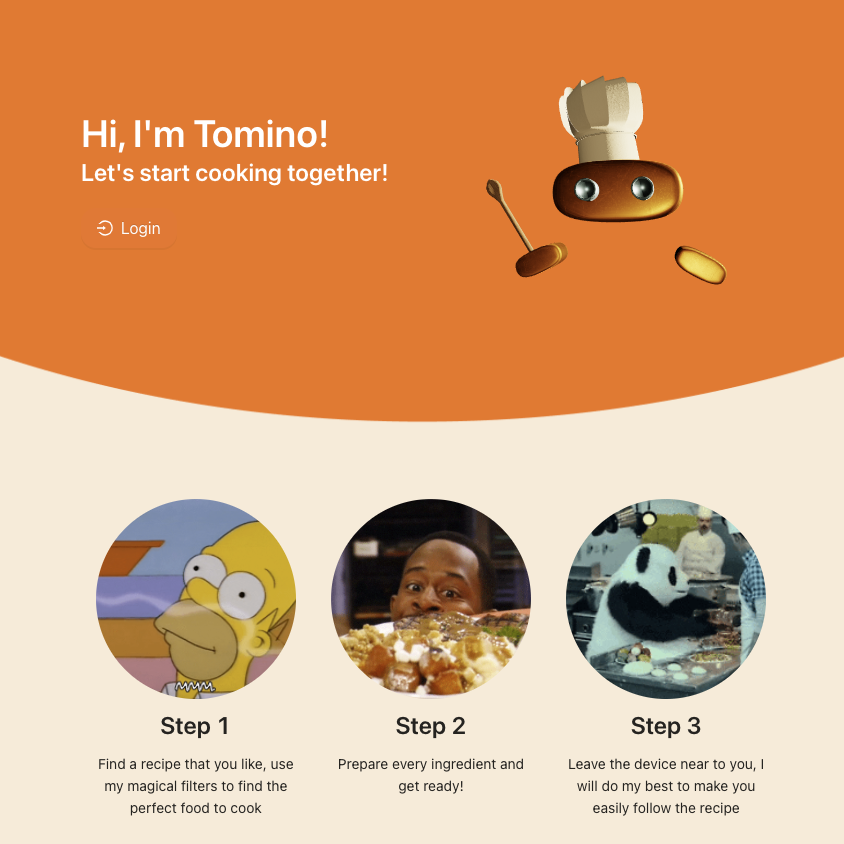 Hi, I'm Tomino!
Let's start cooking together!
Login
Step 1
Find a recipe that you like, use
my magical filters to find the
perfect food to cook
Step 2
Prepare every ingredient and
get ready!
Step 3
Leave the device near to you, I
will do my best to make you
easily follow the recipe